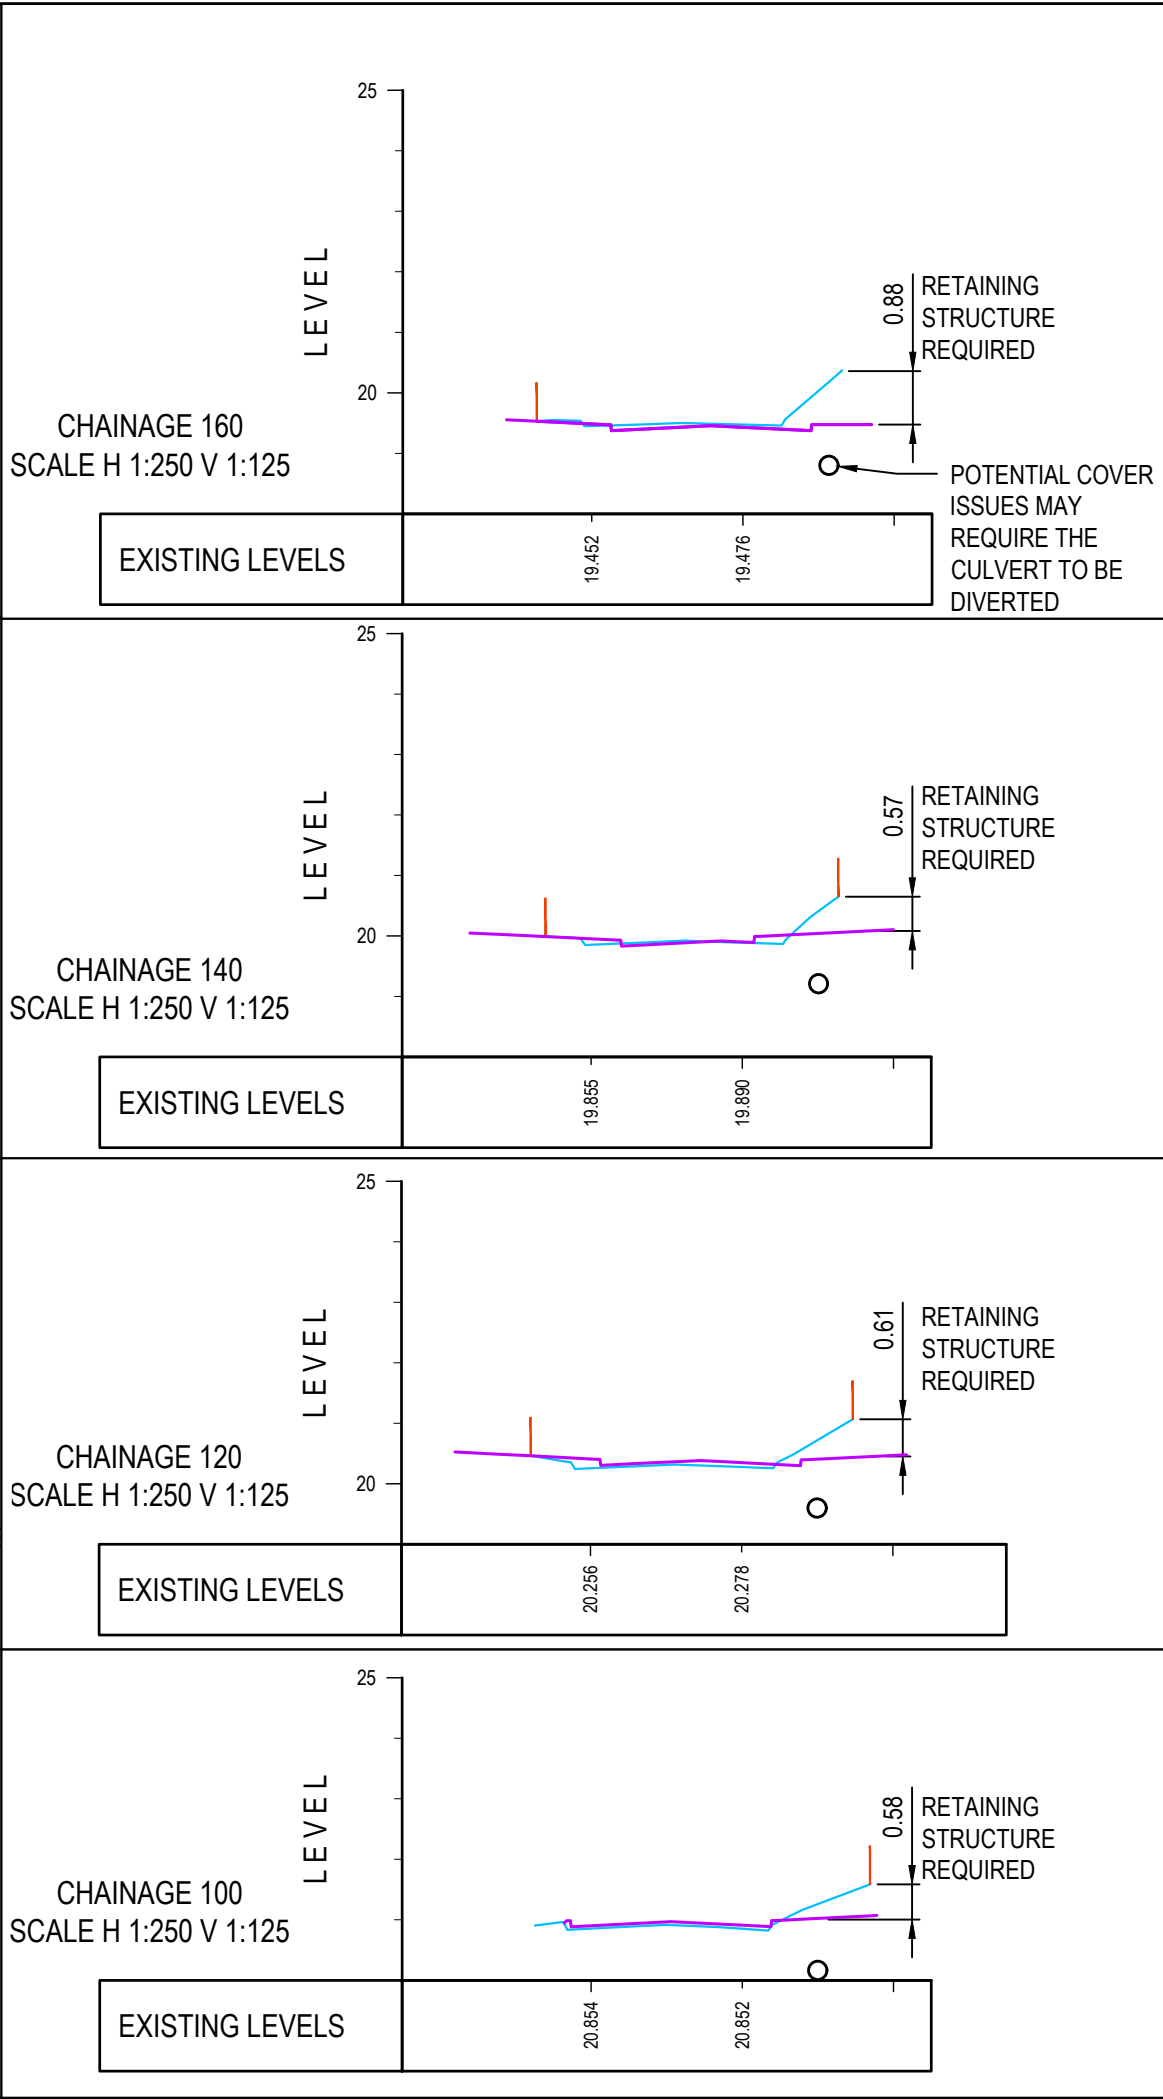 25
LEVEL
20
CHAINAGE 160
SCALE H 1:250 V 1:125
0.88
RETAINING
STRUCTURE
REQUIRED
POTENTIAL COVER
ISSUES MAY
REQUIRE THE
CULVERT TO BE
DIVERTED
EXISTING LEVELS
19.452
19.476
25
LEVEL
20
CHAINAGE 140
SCALE H 1:250 V 1:125
0.57
RETAINING
STRUCTURE
REQUIRED
EXISTING LEVELS
19.855
19.890
25
LEVEL
20
CHAINAGE 120
SCALE H 1:250 V 1:125
0.61
RETAINING
STRUCTURE
REQUIRED
EXISTING LEVELS
20.256
20.278
25
LEVEL
CHAINAGE 100
SCALE H 1:250 V 1:125
0.58
RETAINING
STRUCTURE
REQUIRED
EXISTING LEVELS
20.854
20.852